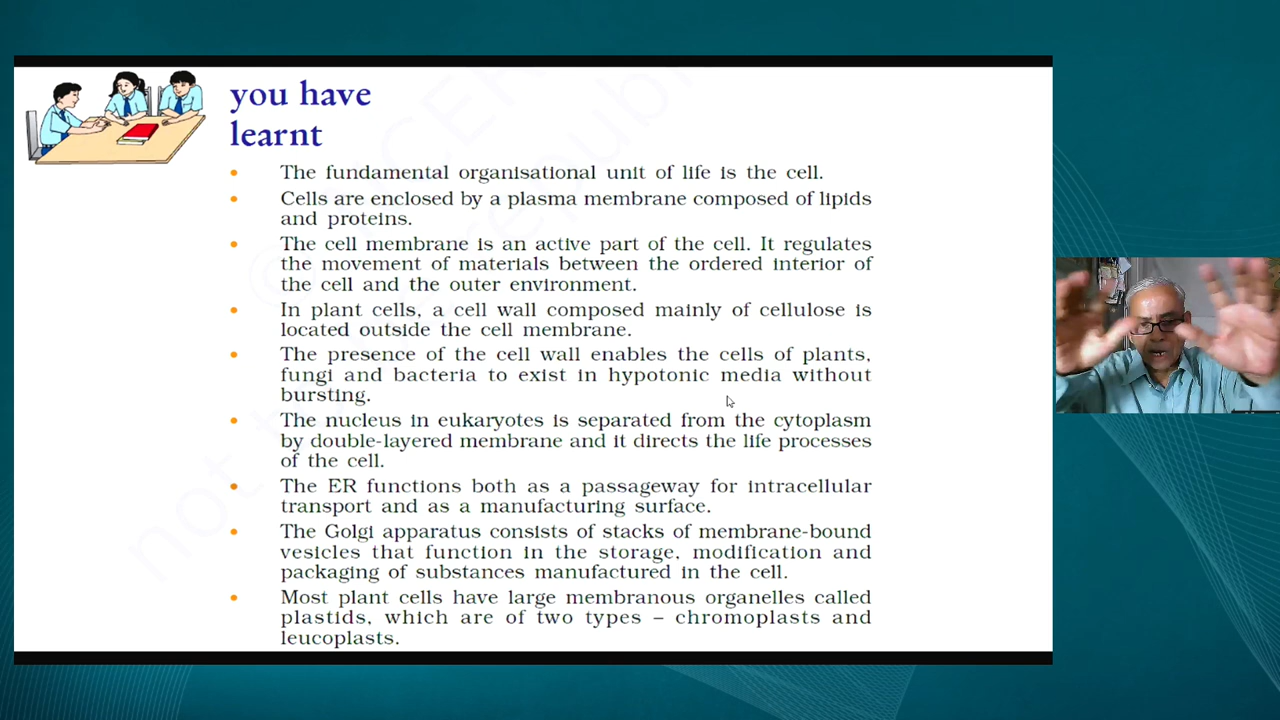 you have
learnt
• The fundamental organisational unit of life is the cell.
• Cells are enclosed by a plasma membrane composed of lipids
and proteins.
• The cell membrane is an active part of the cell. It regulates
the movement of materials between the ordered interior of
the cell and the outer environment.
• In plant cells, a cell wall composed mainly of cellulose is
located outside the cell membrane.
• The presence of the cell wall enables the cells of plants,
fungi and bacteria to exist in hypotonic media without
bursting.
• The nucleus in eukaryotes is separated from the cytoplasm
by double-layered membrane and it directs the life processes
of the cell.
• The ER functions both as a passageway for intracellular
transport and as a manufacturing surface.
• The Golgi apparatus consists of stacks of membrane-bound
vesicles that function in the storage, modification and
packaging of substances manufactured in the cell.
• Most plant cells have large membranous organelles called
plastids, which are of two types – chromoplasts and
leucoplasts.